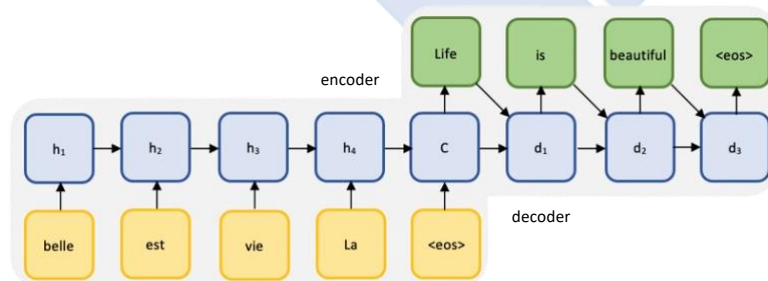 Life is beautiful <eos>
encoder
h₁ h₂ h₃ h₄ C d₁ d₂ d₃
decoder
belle est vie La <eos>